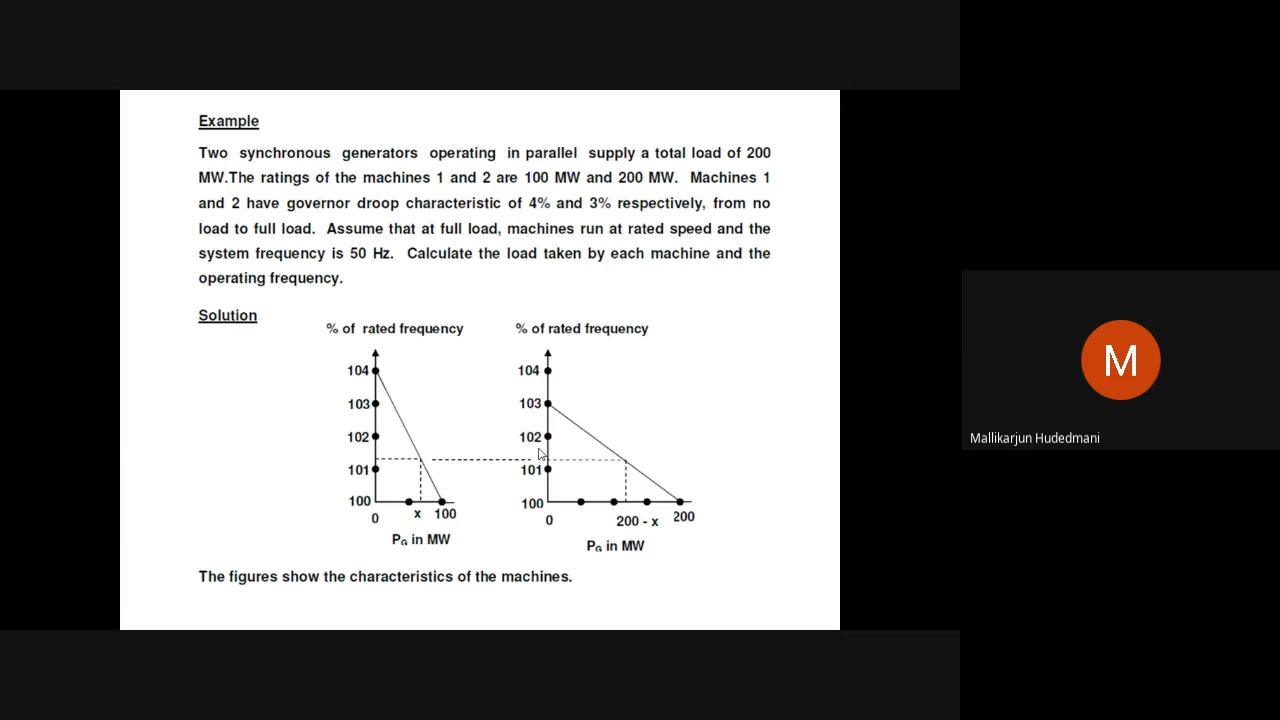 Example
Two synchronous generators operating in parallel supply a total load of 200
MW.The ratings of the machines 1 and 2 are 100 MW and 200 MW. Machines 1
and 2 have governor droop characteristic of 4% and 3% respectively, from no
load to full load. Assume that at full load, machines run at rated speed and the
system frequency is 50 Hz. Calculate the load taken by each machine and the
operating frequency.
Solution
% of rated frequency
104
103
102
101
100
0
x 100
P_G in MW
% of rated frequency
104
103
102
101
100
0
200 - x 200
P_G in MW
The figures show the characteristics of the machines.
M
Mallikarjun Hudedmani